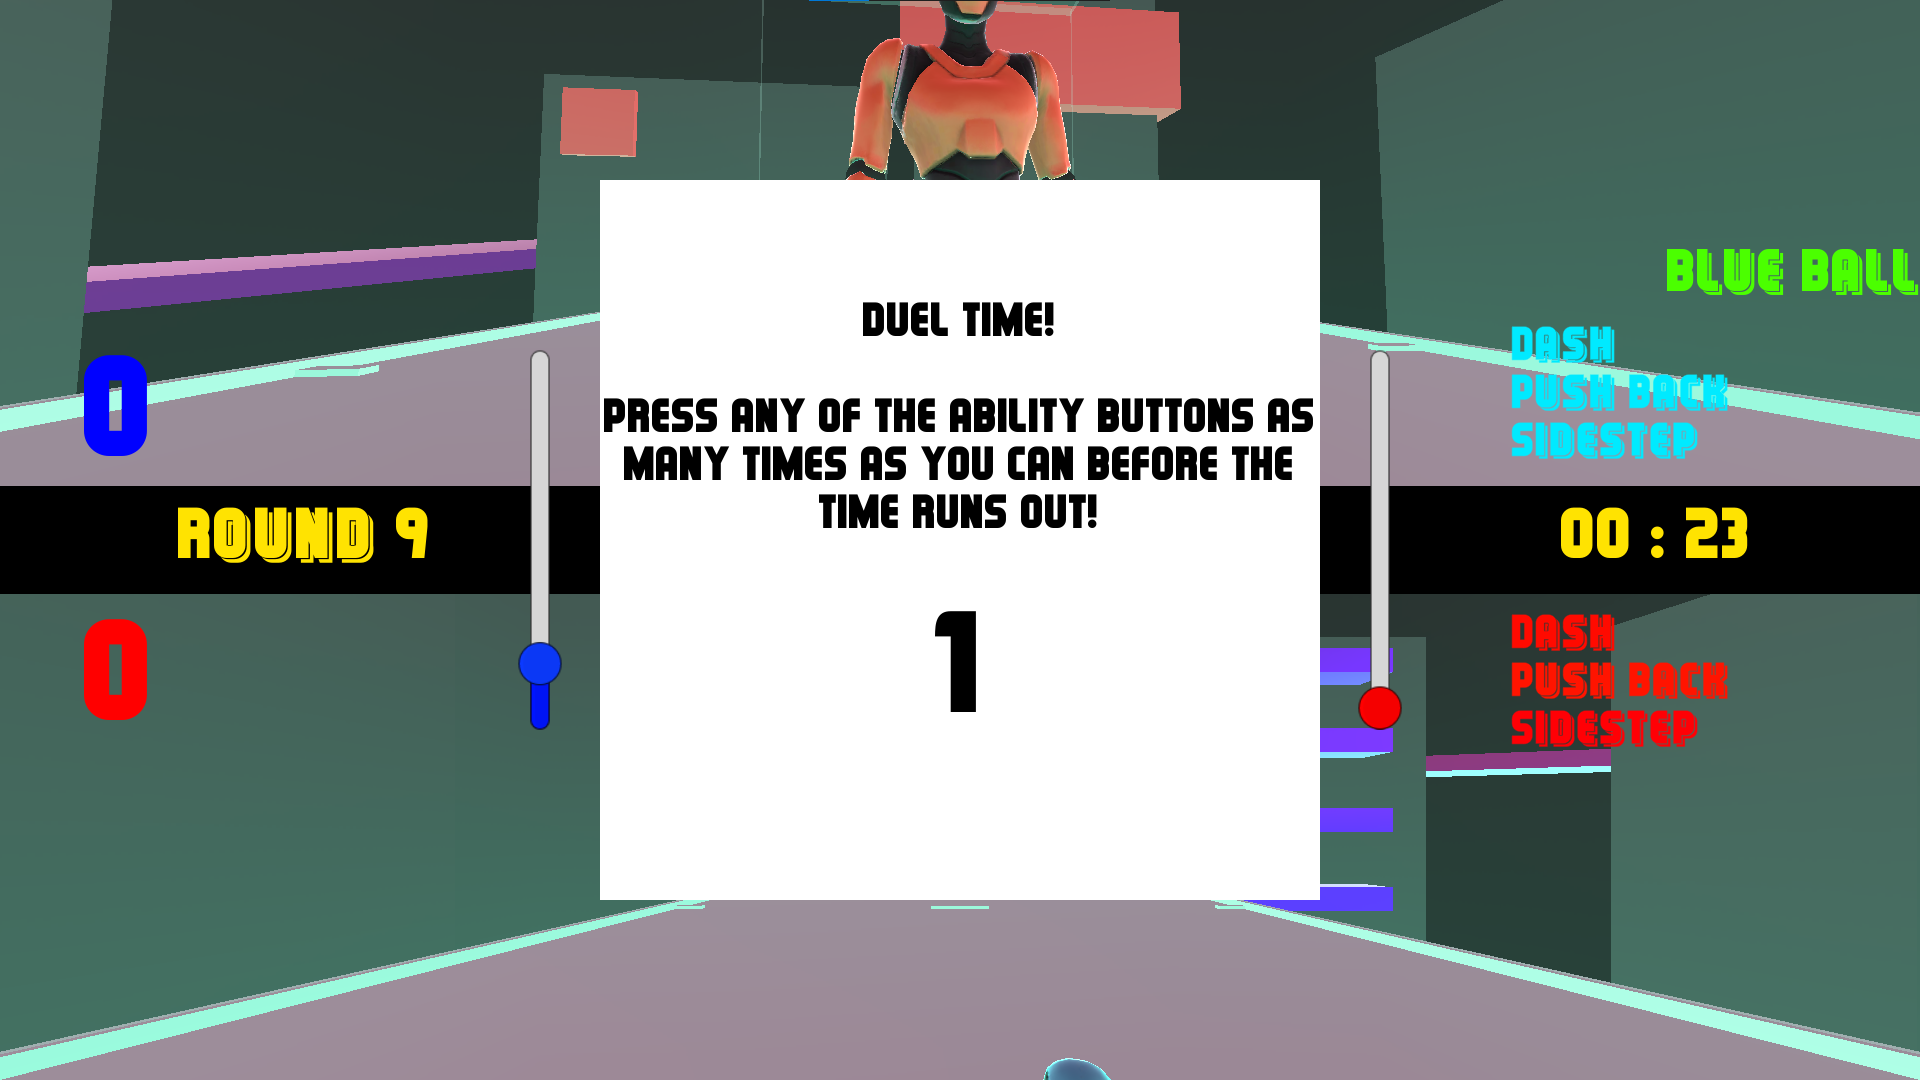 BLUE BALL
DUEL TIME!
DASH
PUSH BACK
SIDESTEP
0
PRESS ANY OF THE ABILITY BUTTONS AS
MANY TIMES AS YOU CAN BEFORE THE
TIME RUNS OUT!
ROUND 9
00 : 23
1
0
DASH
PUSH BACK
SIDESTEP